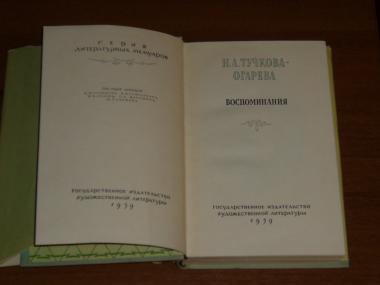 СЕРИЯ
ЛИТЕРАТУРНЫХ МЕМУАРОВ
ГОСУДАРСТВЕННОЕ ИЗДАТЕЛЬСТВО
ХУДОЖЕСТВЕННОЙ ЛИТЕРАТУРЫ
1959
Н.А.ТУЧКОВА-
ОГАРЕВА
ВОСПОМИНАНИЯ
ГОСУДАРСТВЕННОЕ ИЗДАТЕЛЬСТВО
ХУДОЖЕСТВЕННОЙ ЛИТЕРАТУРЫ
1959